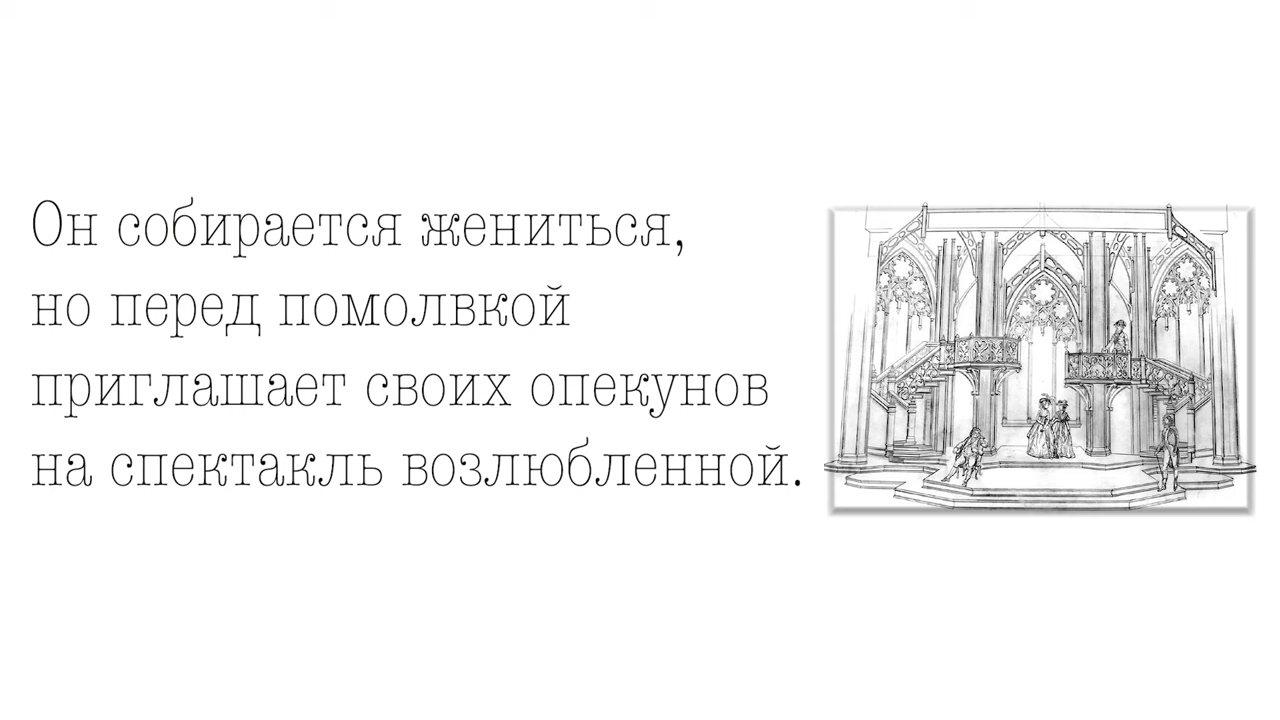 Он собирается жениться,
но перед помолвкой
приглашает своих опекунов
на спектакль возлюбленной.